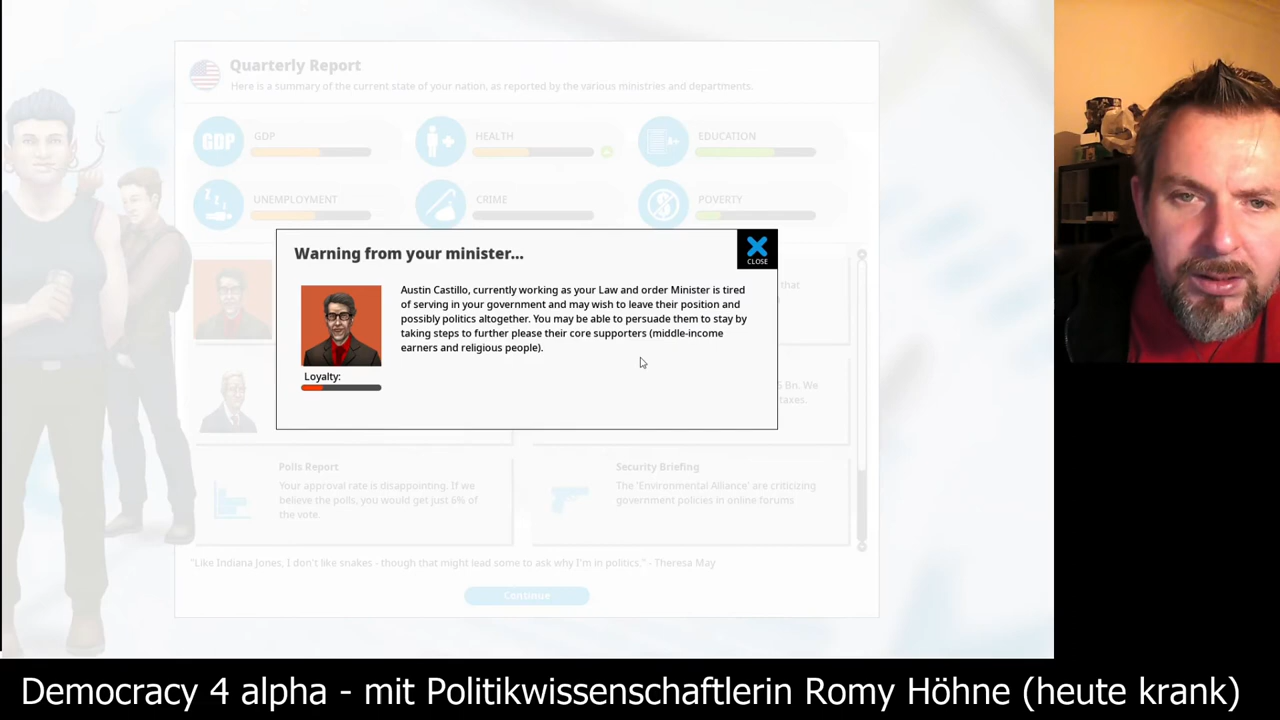 Quarterly Report
Here is a summary of the current state of your nation, as reported by the various ministries and departments.
GDP
GDP
HEALTH
EDUCATION
UNEMPLOYMENT
CRIME
POVERTY
Warning from your minister...
CLOSE
Austin Castillo, currently working as your Law and order Minister is tired
of serving in your government and may wish to leave their position and
possibly politics altogether. You may be able to persuade them to stay by
taking steps to further please their core supporters (middle-income
earners and religious people).
Loyalty:
that
Bn. We
taxes.
Polls Report
Your approval rate is disappointing. If we
believe the polls, you would get just 6% of
the vote.
Security Briefing
The 'Environmental Alliance' are criticizing
government policies in online forums
"Like Indiana Jones, I don't like snakes - though that might lead some to ask why I'm in politics." - Theresa May
Continue
Democracy 4 alpha - mit Politikwissenschaftlerin Romy Höhne (heute krank)